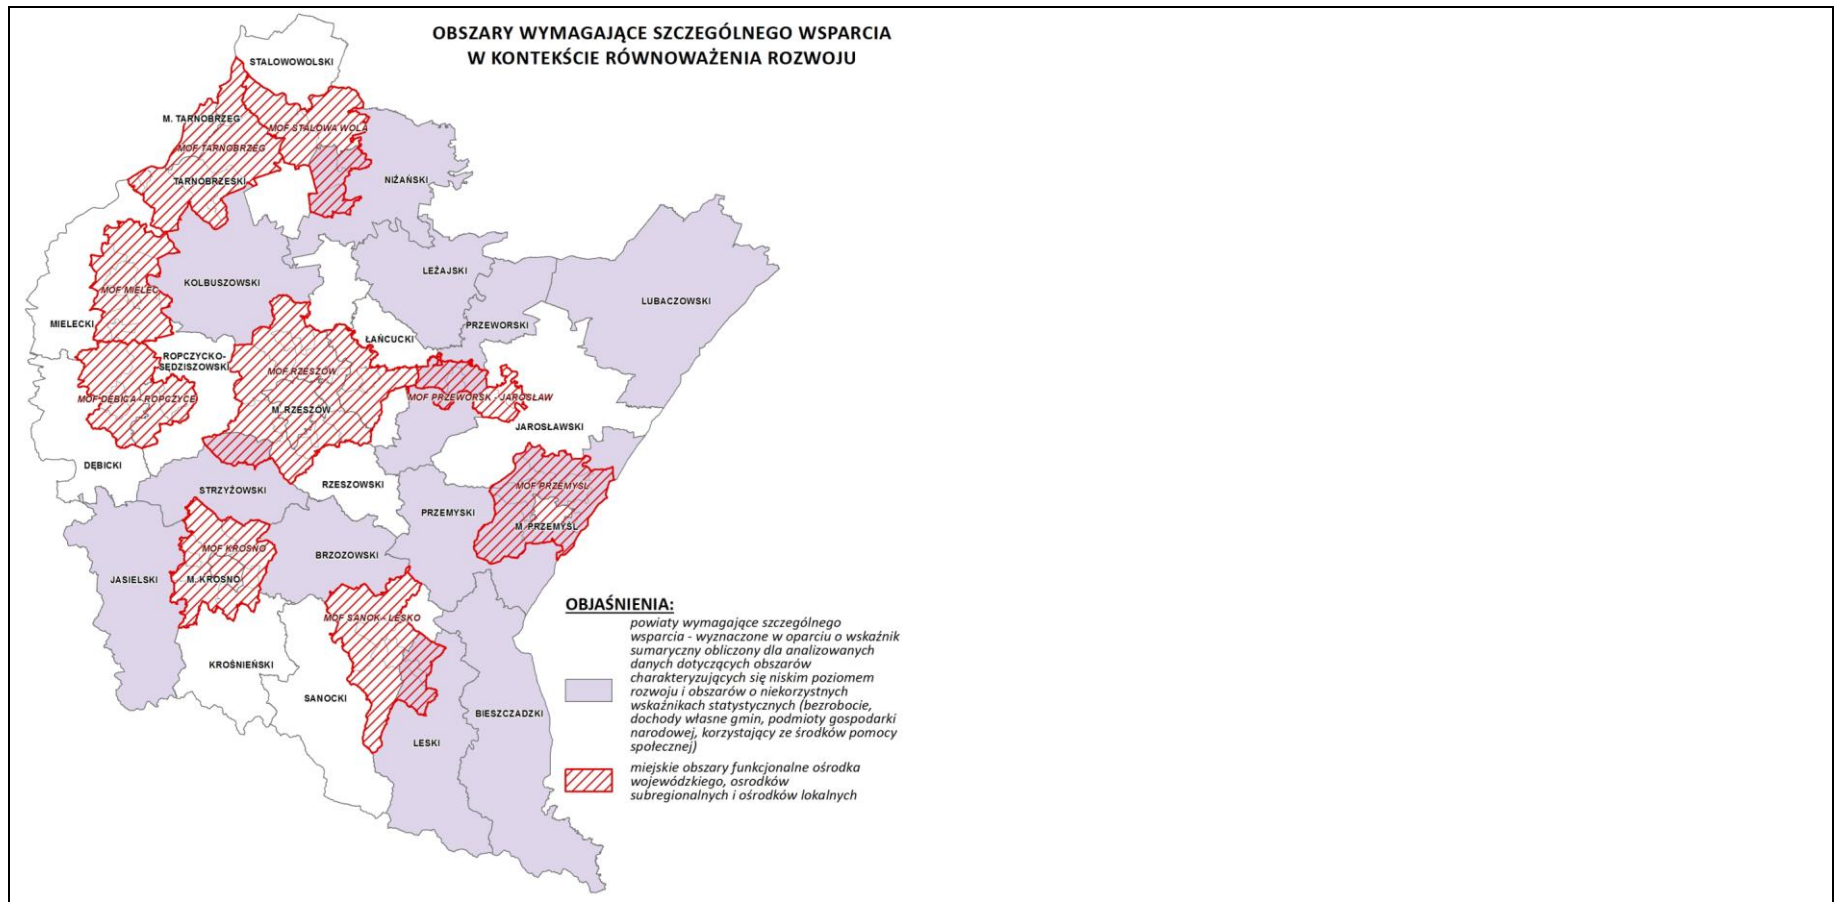 OBSZARY WYMAGAJĄCE SZCZEGÓLNEGO WSPARCIA
W KONTEKŚCIE RÓWNOWAŻENIA ROZWOJU
STALOWOWOLSKI
M. TARNOBRZEG
MOF STALOWA WOLA
MOF TARNOBRZEG
TARNOBRZESKI
NIŻAŃSKI
LEŻAJSKI
KOLBUSZOWSKI
MOF MIELEC
LUBACZOWSKI
MIELECKI
PRZEWORSKI
ŁAŃCUCKI
ROPCZYCKO-
SĘDZISZOWSKI
MOF RZESZÓW
MOF DĘBICA - ROPCZYCE
MOF PRZEWORSK - JAROSŁAW
M. RZESZÓW
JAROSŁAWSKI
DĘBICKI
STRZYŻOWSKI
RZESZOWSKI
MOF PRZEMYŚL
PRZEMYSKI
M. PRZEMYŚL
MOF KROSNO
BRZOZOWSKI
JASIELSKI
M. KROSNO
MOF SANOK - LESKO
KROŚNIEŃSKI
SANOCKI
BIESZCZADZKI
LESKI
OBJAŚNIENIA:
powiaty wymagające szczególnego
wsparcia - wyznaczone w oparciu o wskaźnik
sumaryczny obliczony dla analizowanych
danych dotyczących obszarów
charakteryzujących się niskim poziomem
rozwoju i obszarów o niekorzystnych
wskaźnikach statystycznych (bezrobocie,
dochody własne gmin, podmioty gospodarki
narodowej, korzystający ze środków pomocy
społecznej)
miejskie obszary funkcjonalne ośrodka
wojewódzkiego, osrodków
subregionalnych i ośrodków lokalnych